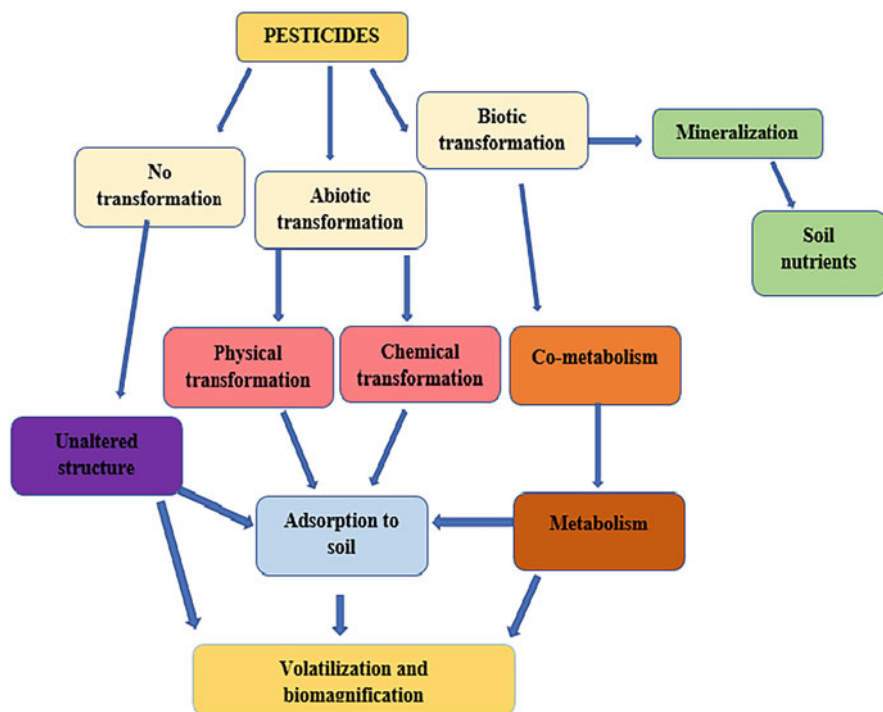 PESTICIDES
Biotic
transformation
Mineralization
No
transformation
Abiotic
transformation
Soil
nutrients
Physical
transformation
Chemical
transformation
Co-metabolism
Unaltered
structure
Adsorption to
soil
Metabolism
Volatilization and
biomagnification